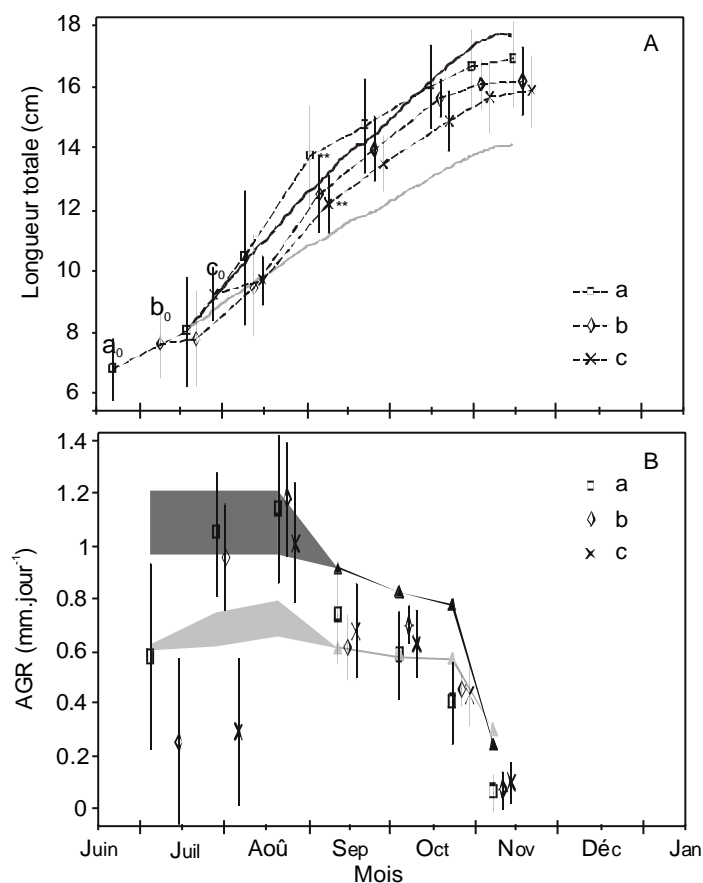 A
Longueur totale (cm)
18
16
14
12
10
8
6
a0
b0
c0
**
**
a
b
c
B
AGR (mm.jour-1)
1.4
1.2
1
0.8
0.6
0.4
0.2
0
a
b
c
Juin Juil Aoû Sep Oct Nov Déc Jan
Mois